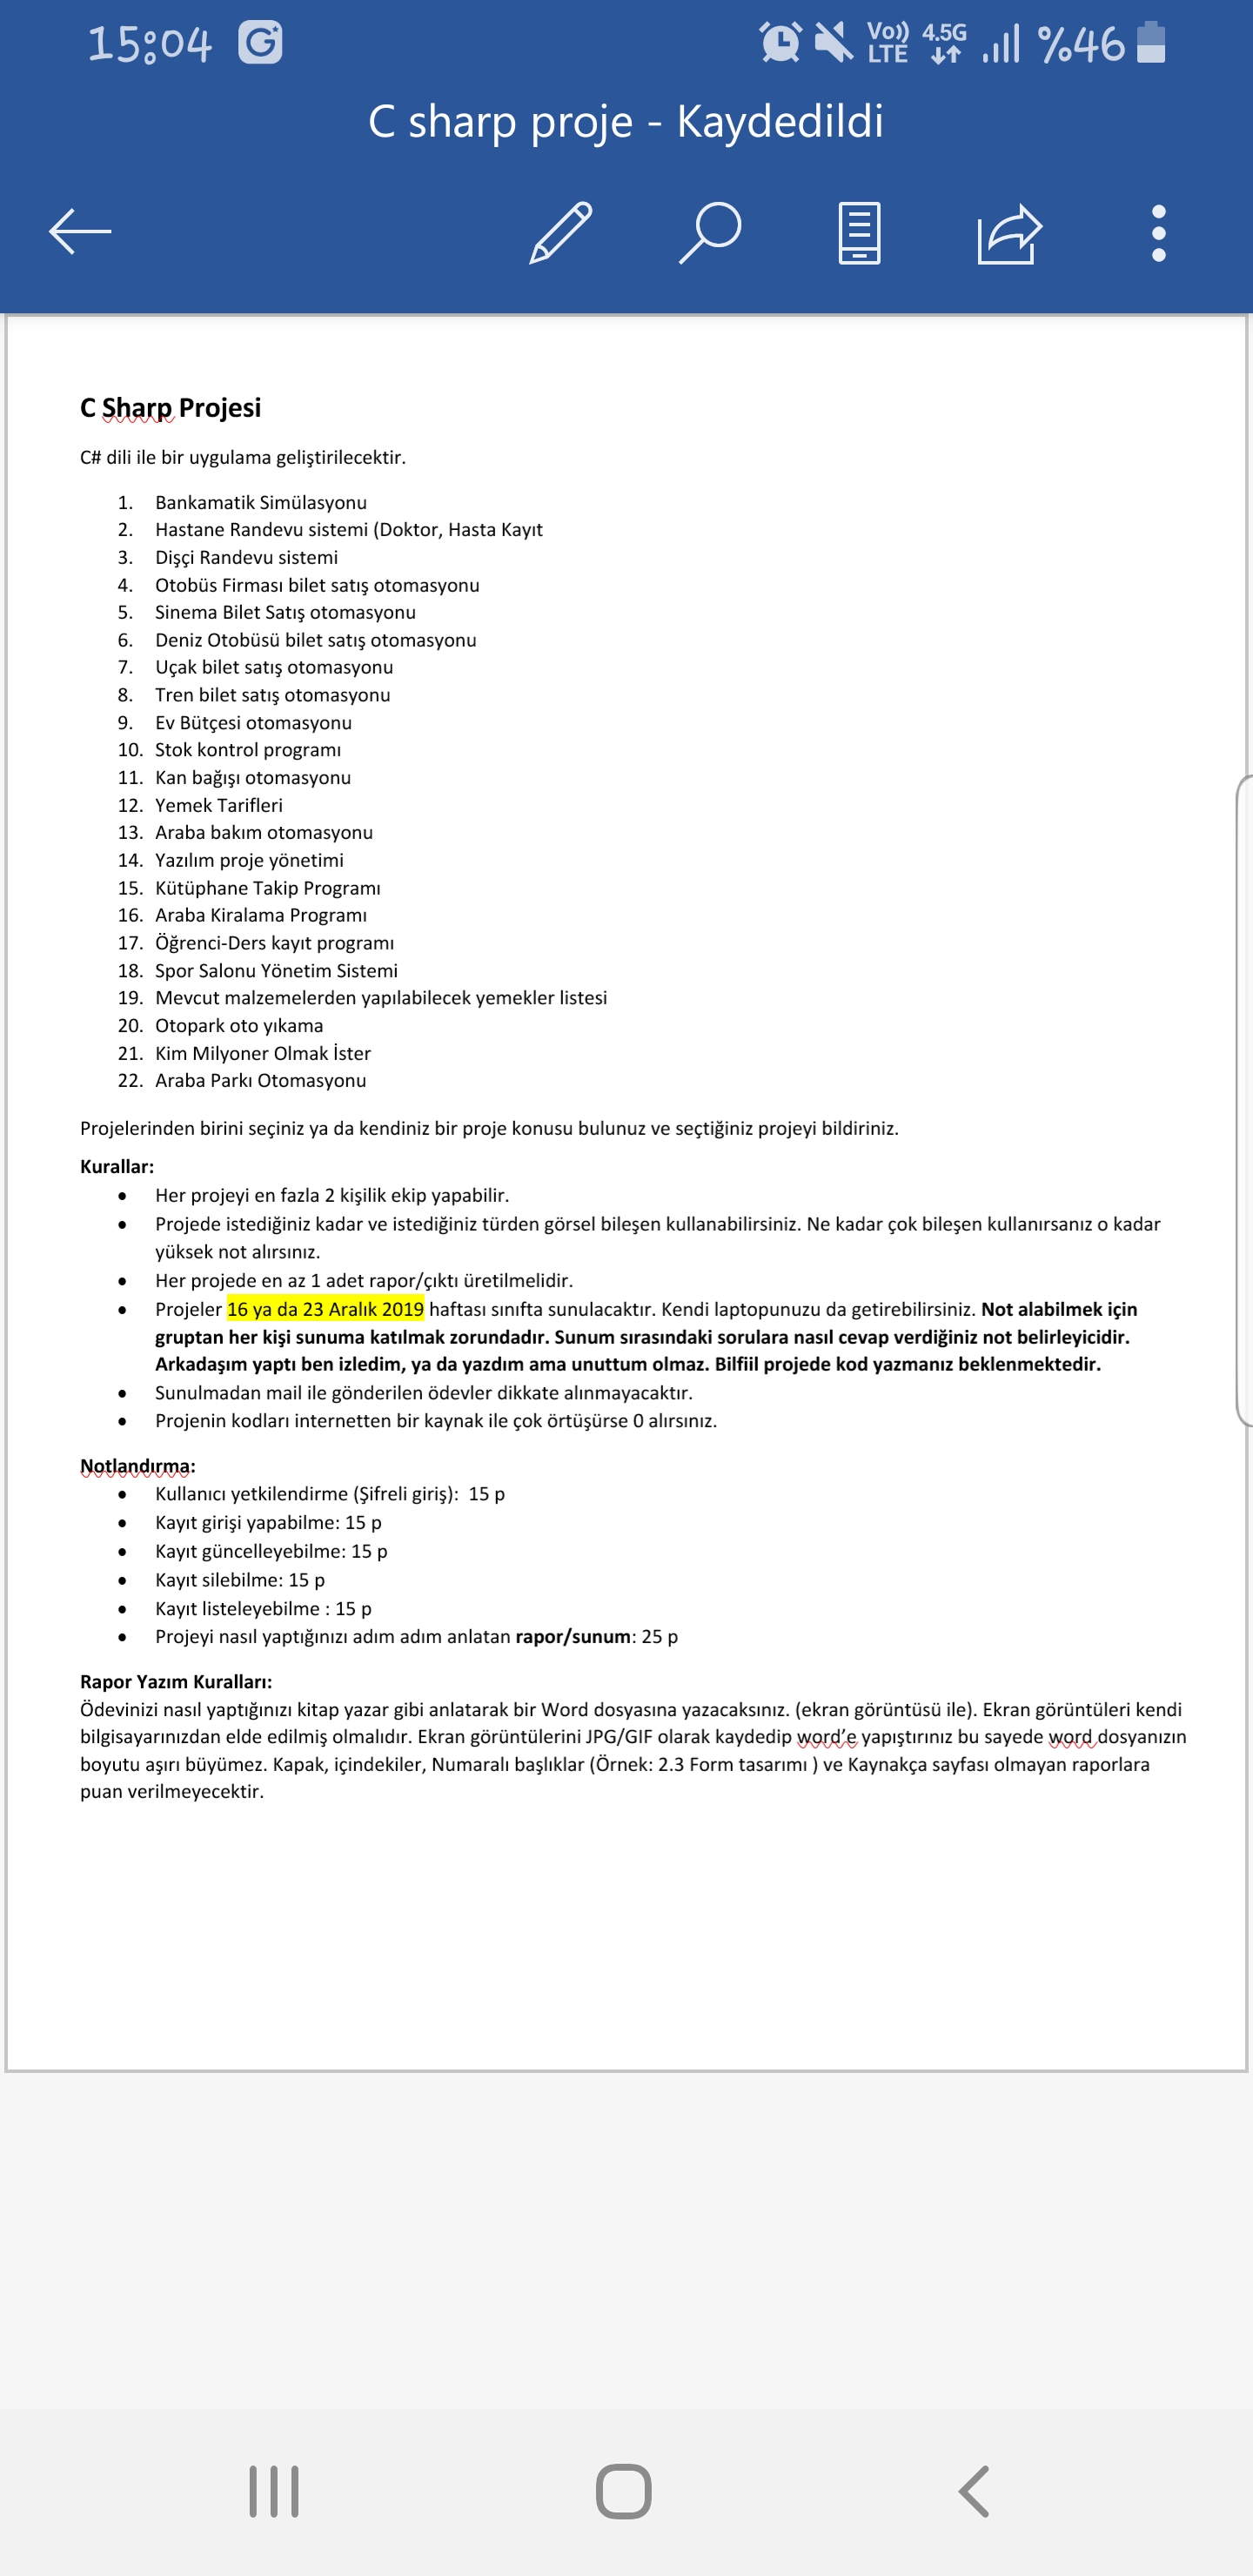 15:04 G Vo)) LTE 4.5G %46
C sharp proje - Kaydedildi
C Sharp Projesi
C# dili ile bir uygulama geliştirilecektir.
1. Bankamatik Simülasyonu
2. Hastane Randevu sistemi (Doktor, Hasta Kayıt
3. Dişçi Randevu sistemi
4. Otobüs Firması bilet satış otomasyonu
5. Sinema Bilet Satış otomasyonu
6. Deniz Otobüsü bilet satış otomasyonu
7. Uçak bilet satış otomasyonu
8. Tren bilet satış otomasyonu
9. Ev Bütçesi otomasyonu
10. Stok kontrol programı
11. Kan bağışı otomasyonu
12. Yemek Tarifleri
13. Araba bakım otomasyonu
14. Yazılım proje yönetimi
15. Kütüphane Takip Programı
16. Araba Kiralama Programı
17. Öğrenci-Ders kayıt programı
18. Spor Salonu Yönetim Sistemi
19. Mevcut malzemelerden yapılabilecek yemekler listesi
20. Otopark oto yıkama
21. Kim Milyoner Olmak İster
22. Araba Parkı Otomasyonu
Projelerinden birini seçiniz ya da kendiniz bir proje konusu bulunuz ve seçtiğiniz projeyi bildiriniz.
Kurallar:
• Her projeyi en fazla 2 kişilik ekip yapabilir.
• Projede istediğiniz kadar ve istediğiniz türden görsel bileşen kullanabilirsiniz. Ne kadar çok bileşen kullanırsanız o kadar
yüksek not alırsınız.
• Her projede en az 1 adet rapor/çıktı üretilmelidir.
• Projeler 16 ya da 23 Aralık 2019 haftası sınıfta sunulacaktır. Kendi laptopunuzu da getirebilirsiniz. Not alabilmek için
gruptan her kişi sunuma katılmak zorundadır. Sunum sırasındaki sorulara nasıl cevap verdiğiniz not belirleyicidir.
Arkadaşım yaptı ben izledim, ya da yazdım ama unuttum olmaz. Bilfiil projede kod yazmanız beklenmektedir.
• Sunulmadan mail ile gönderilen ödevler dikkate alınmayacaktır.
• Projenin kodları internetten bir kaynak ile çok örtüşürse 0 alırsınız.
Notlandırma:
• Kullanıcı yetkilendirme (Şifreli giriş): 15 p
• Kayıt girişi yapabilme: 15 p
• Kayıt güncelleyebilme: 15 p
• Kayıt silebilme: 15 p
• Kayıt listeleyebilme : 15 p
• Projeyi nasıl yaptığınızı adım adım anlatan rapor/sunum: 25 p
Rapor Yazım Kuralları:
Ödevinizi nasıl yaptığınızı kitap yazar gibi anlatarak bir Word dosyasına yazacaksınız. (ekran görüntüsü ile). Ekran görüntüleri kendi
bilgisayarınızdan elde edilmiş olmalıdır. Ekran görüntülerini JPG/GIF olarak kaydedip word’e yapıştırınız bu sayede word dosyanızın
boyutu aşırı büyümez. Kapak, içindekiler, Numaralı başlıklar (Örnek: 2.3 Form tasarımı ) ve Kaynakça sayfası olmayan raporlara
puan verilmeyecektir.